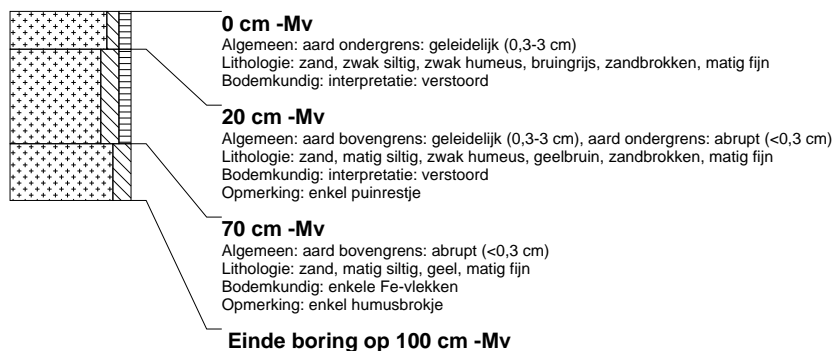 0 cm -Mv
Algemeen: aard ondergrens: geleidelijk (0,3-3 cm)
Lithologie: zand, zwak siltig, zwak humeus, bruingrijs, zandbrokken, matig fijn
Bodemkundig: interpretatie: verstoord
20 cm -Mv
Algemeen: aard bovengrens: geleidelijk (0,3-3 cm), aard ondergrens: abrupt (<0,3 cm)
Lithologie: zand, matig siltig, zwak humeus, geelbruin, zandbrokken, matig fijn
Bodemkundig: interpretatie: verstoord
Opmerking: enkel puinrestje
70 cm -Mv
Algemeen: aard bovengrens: abrupt (<0,3 cm)
Lithologie: zand, matig siltig, geel, matig fijn
Bodemkundig: enkele Fe-vlekken
Opmerking: enkel humusbrokje
Einde boring op 100 cm -Mv